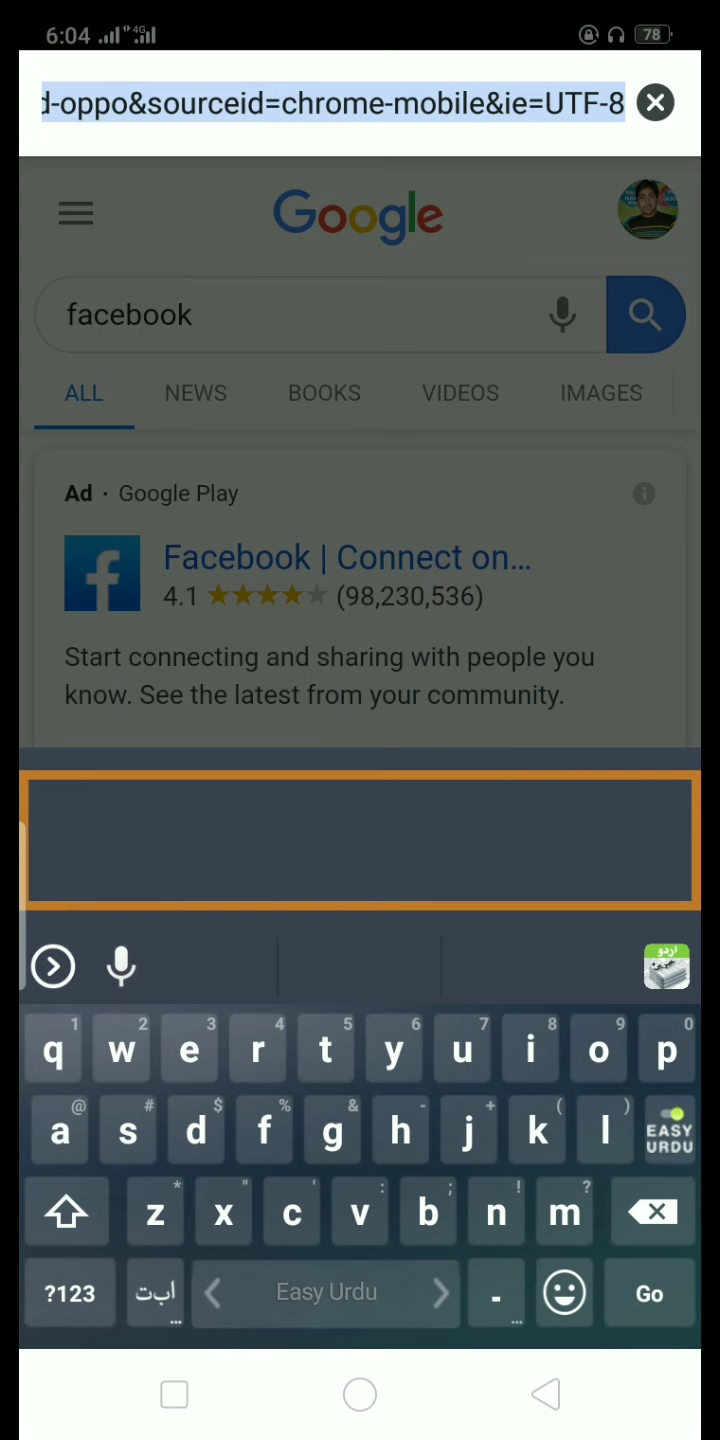 6:04 4G 78
d-oppo&sourceid=chrome-mobile&ie=UTF-8
Google
facebook
ALL NEWS BOOKS VIDEOS IMAGES
Ad · Google Play
Facebook | Connect on...
4.1 ★★★★★ (98,230,536)
Start connecting and sharing with people you
know. See the latest from your community.
اردو
1 2 3 4 5 6 7 8 9 0
q w e r t y u i o p
@ # $ % & - + ( )
a s d f g h j k l EASY URDU
* " ' : ; ! ?
z x c v b n m
?123 اب‌ت ... Easy Urdu - ... Go